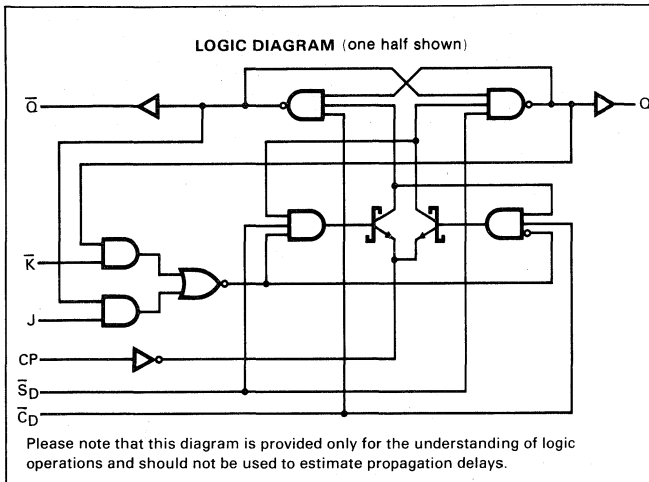 LOGIC DIAGRAM (one half shown)
Q̅
Q
K̅
J
CP
S̅D
C̅D
Please note that this diagram is provided only for the understanding of logic
operations and should not be used to estimate propagation delays.